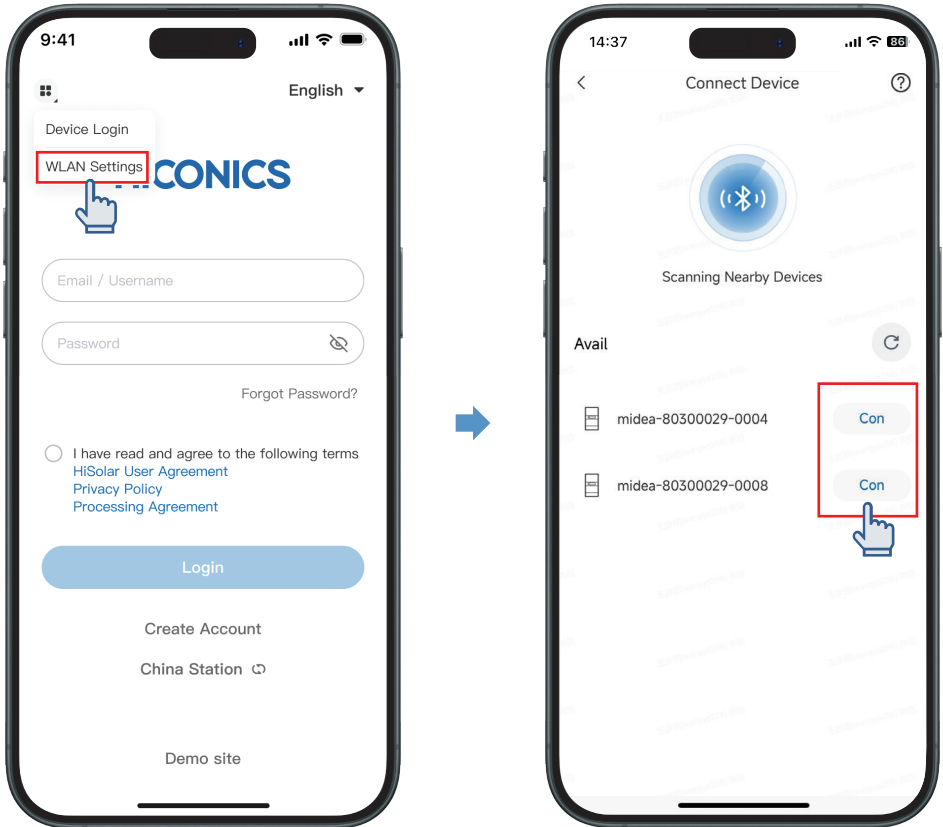 9:41
English
Device Login
WLAN Settings
CONICS
Email / Username
Password
Forgot Password?
I have read and agree to the following terms
HiSolar User Agreement
Privacy Policy
Processing Agreement
Login
Create Account
China Station
Demo site
14:37
86
Connect Device
Scanning Nearby Devices
Avail
midea-80300029-0004
Con
midea-80300029-0008
Con